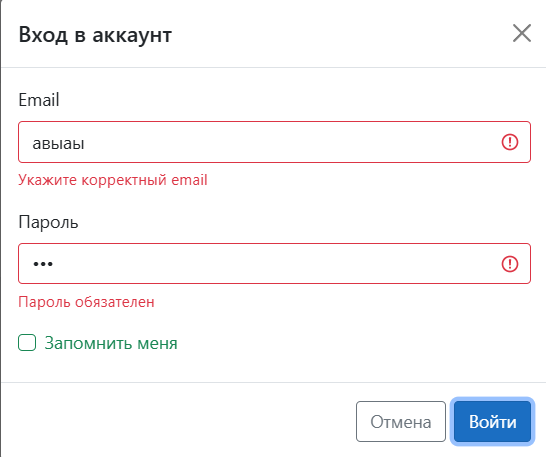 Вход в аккаунт
Email
авыаы
Укажите корректный email
Пароль
•••
Пароль обязателен
Запомнить меня
Отмена Войти